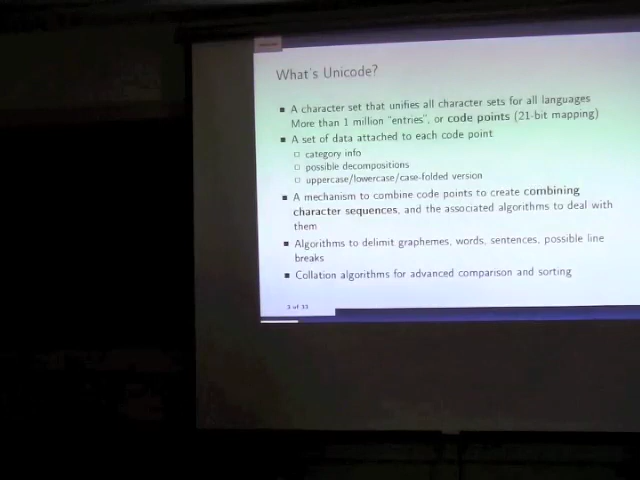 What's Unicode?
■ A character set that unifies all character sets for all languages
More than 1 million "entries", or code points (21-bit mapping)
■ A set of data attached to each code point
□ category info
□ possible decompositions
□ uppercase/lowercase/case-folded version
■ A mechanism to combine code points to create combining
character sequences, and the associated algorithms to deal with
them
■ Algorithms to delimit graphemes, words, sentences, possible line
breaks
■ Collation algorithms for advanced comparison and sorting
3 of 33